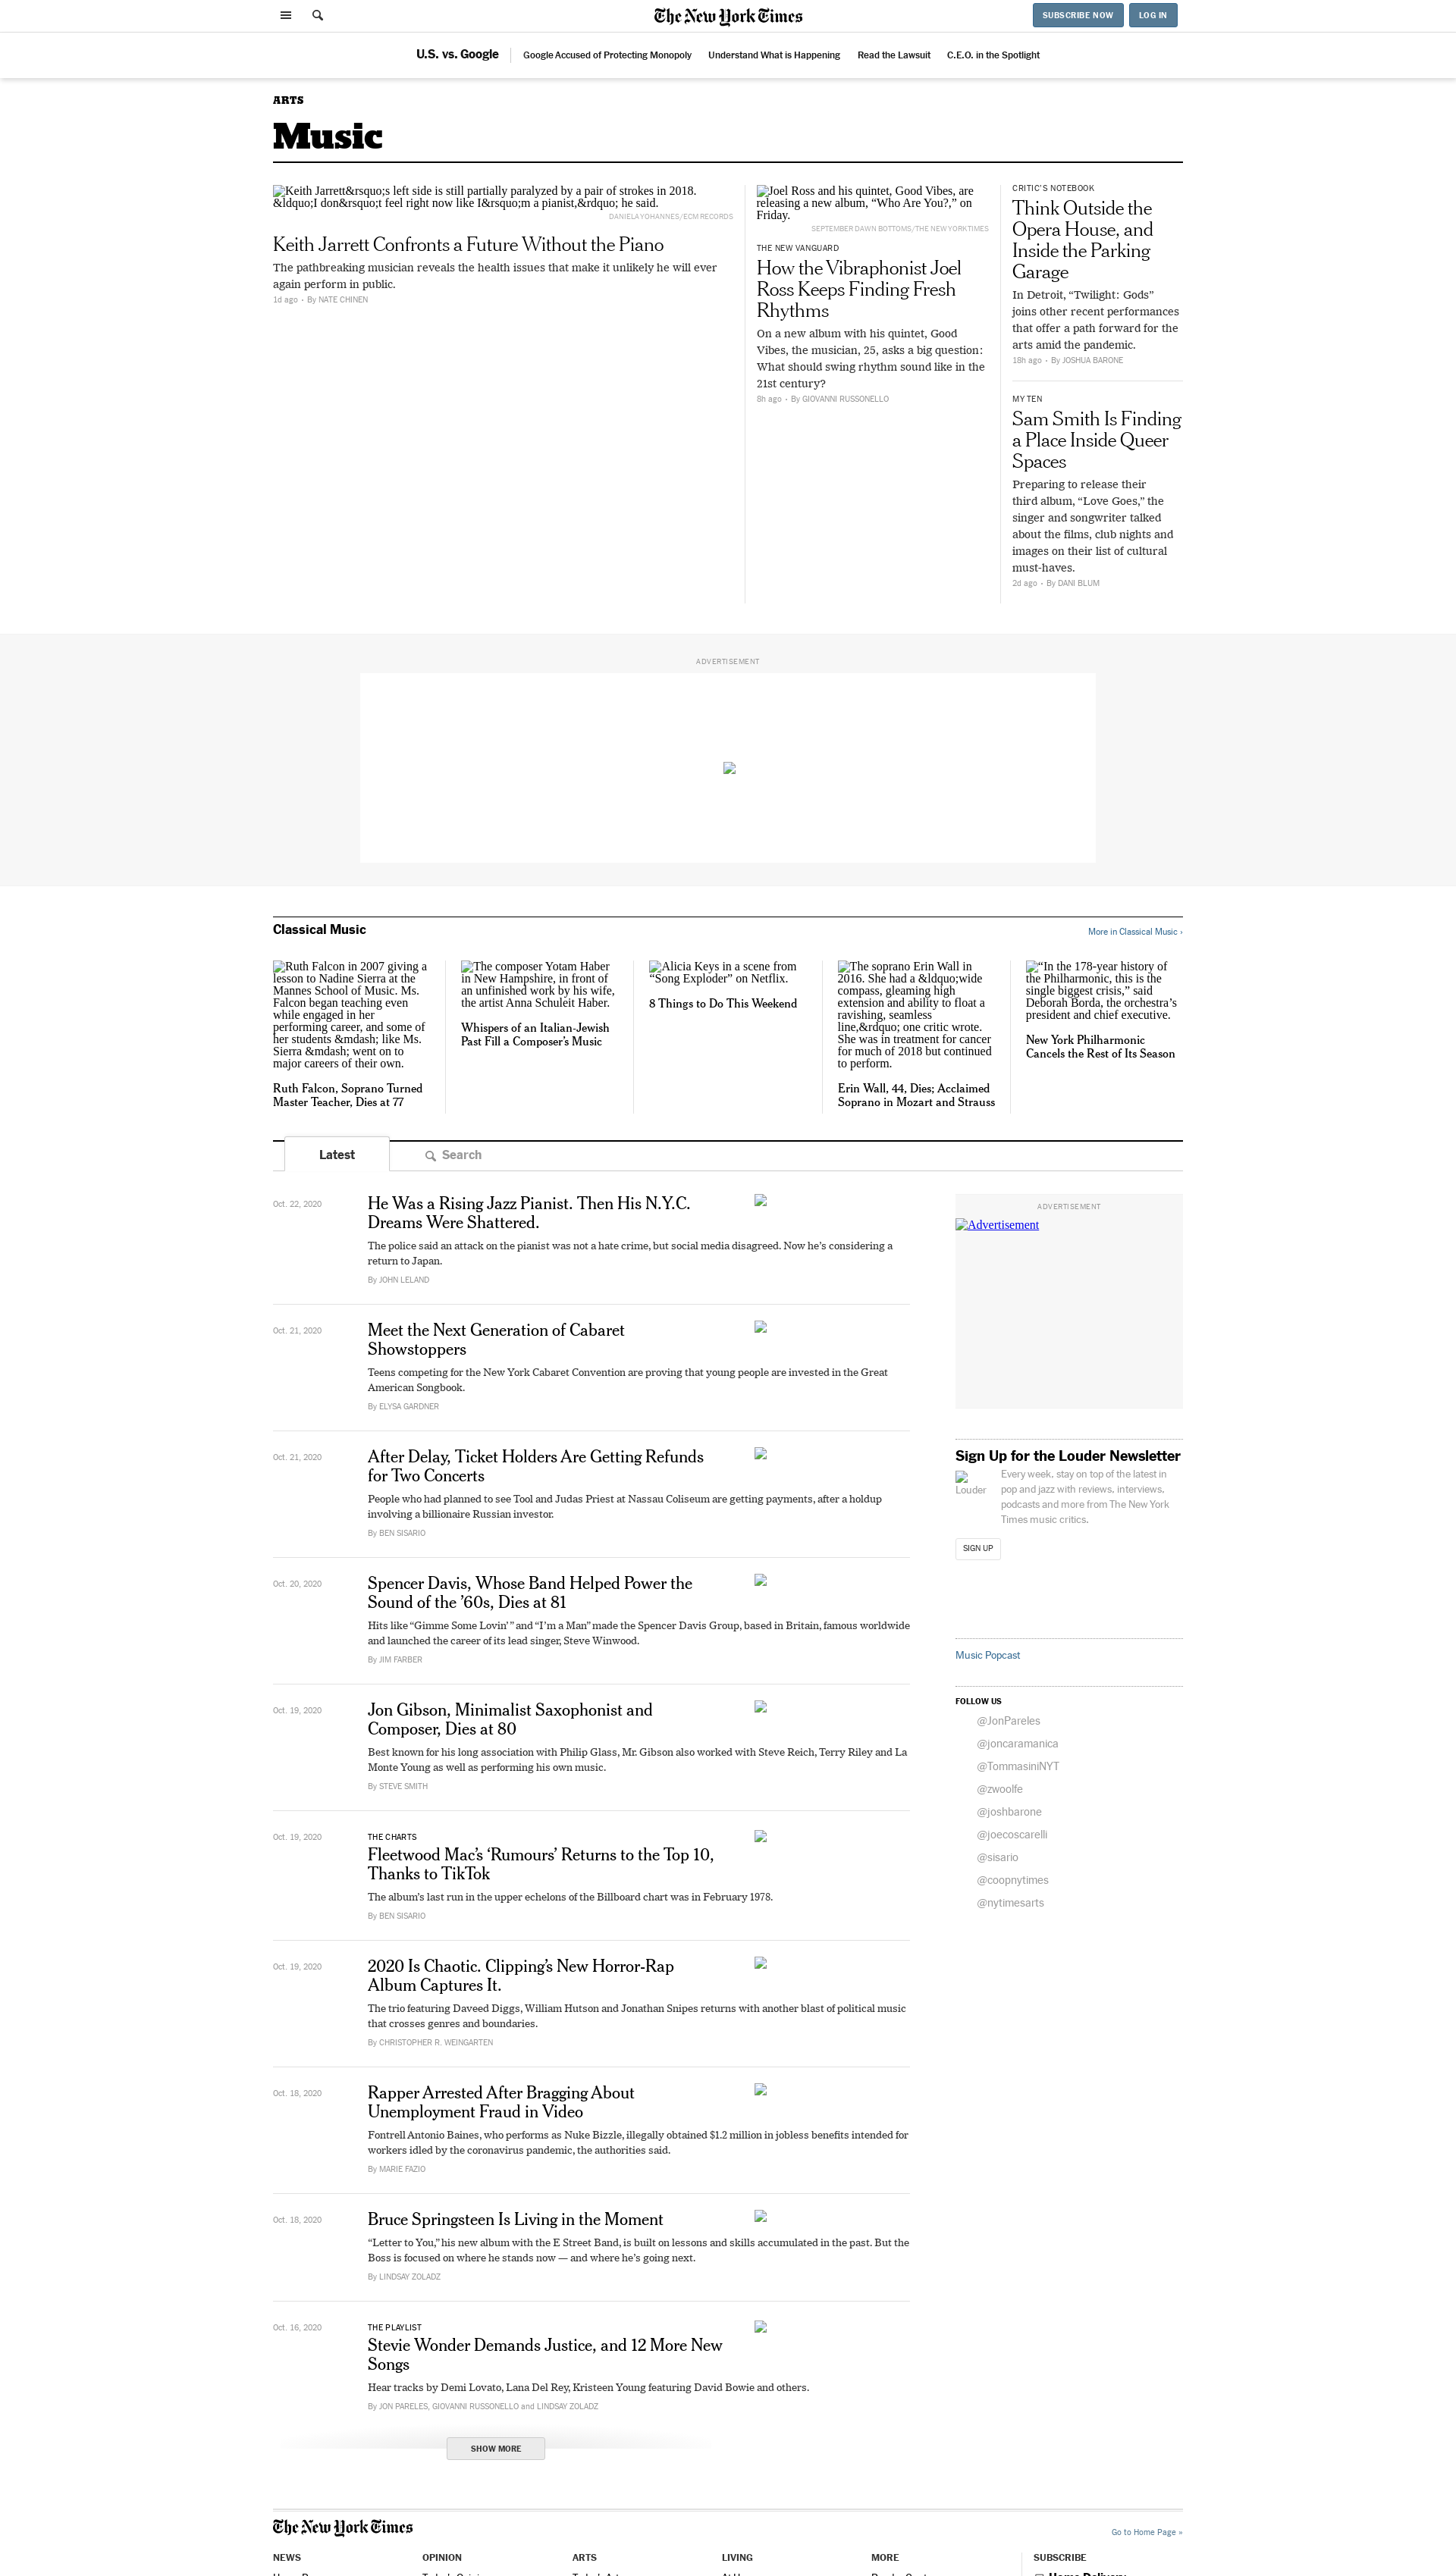 The New York Times
SUBSCRIBE NOW
LOG IN
U.S. vs. Google
Google Accused of Protecting Monopoly
Understand What is Happening
Read the Lawsuit
C.E.O. in the Spotlight
ARTS
Music
Keith Jarrett&rsquo;s left side is still partially paralyzed by a pair of strokes in 2018.
&ldquo;I don&rsquo;t feel right now like I&rsquo;m a pianist,&rdquo; he said.
DANIELA YOHANNES/ECM RECORDS
Keith Jarrett Confronts a Future Without the Piano
The pathbreaking musician reveals the health issues that make it unlikely he will ever
again perform in public.
1d ago • By NATE CHINEN
Joel Ross and his quintet, Good Vibes, are
releasing a new album, “Who Are You?,” on
Friday.
SEPTEMBER DAWN BOTTOMS/THE NEW YORK TIMES
THE NEW VANGUARD
How the Vibraphonist Joel
Ross Keeps Finding Fresh
Rhythms
On a new album with his quintet, Good
Vibes, the musician, 25, asks a big question:
What should swing rhythm sound like in the
21st century?
8h ago • By GIOVANNI RUSSONELLO
CRITIC’S NOTEBOOK
Think Outside the
Opera House, and
Inside the Parking
Garage
In Detroit, “Twilight: Gods”
joins other recent performances
that offer a path forward for the
arts amid the pandemic.
18h ago • By JOSHUA BARONE
MY TEN
Sam Smith Is Finding
a Place Inside Queer
Spaces
Preparing to release their
third album, “Love Goes,” the
singer and songwriter talked
about the films, club nights and
images on their list of cultural
must-haves.
2d ago • By DANI BLUM
ADVERTISEMENT
Classical Music
More in Classical Music ›
Ruth Falcon in 2007 giving a
lesson to Nadine Sierra at the
Mannes School of Music. Ms.
Falcon began teaching even
while engaged in her
performing career, and some of
her students &mdash; like Ms.
Sierra &mdash; went on to
major careers of their own.
Ruth Falcon, Soprano Turned
Master Teacher, Dies at 77
The composer Yotam Haber
in New Hampshire, in front of
an unfinished work by his wife,
the artist Anna Schuleit Haber.
Whispers of an Italian-Jewish
Past Fill a Composer’s Music
Alicia Keys in a scene from
“Song Exploder” on Netflix.
8 Things to Do This Weekend
The soprano Erin Wall in
2016. She had a &ldquo;wide
compass, gleaming high
extension and ability to float a
ravishing, seamless
line,&rdquo; one critic wrote.
She was in treatment for cancer
for much of 2018 but continued
to perform.
Erin Wall, 44, Dies; Acclaimed
Soprano in Mozart and Strauss
“In the 178-year history of
the Philharmonic, this is the
single biggest crisis,” said
Deborah Borda, the orchestra’s
president and chief executive.
New York Philharmonic
Cancels the Rest of Its Season
Latest
Search
Oct. 22, 2020
He Was a Rising Jazz Pianist. Then His N.Y.C.
Dreams Were Shattered.
The police said an attack on the pianist was not a hate crime, but social media disagreed. Now he’s considering a
return to Japan.
By JOHN LELAND
Oct. 21, 2020
Meet the Next Generation of Cabaret
Showstoppers
Teens competing for the New York Cabaret Convention are proving that young people are invested in the Great
American Songbook.
By ELYSA GARDNER
Oct. 21, 2020
After Delay, Ticket Holders Are Getting Refunds
for Two Concerts
People who had planned to see Tool and Judas Priest at Nassau Coliseum are getting payments, after a holdup
involving a billionaire Russian investor.
By BEN SISARIO
Oct. 20, 2020
Spencer Davis, Whose Band Helped Power the
Sound of the ’60s, Dies at 81
Hits like “Gimme Some Lovin’ ” and “I’m a Man” made the Spencer Davis Group, based in Britain, famous worldwide
and launched the career of its lead singer, Steve Winwood.
By JIM FARBER
Oct. 19, 2020
Jon Gibson, Minimalist Saxophonist and
Composer, Dies at 80
Best known for his long association with Philip Glass, Mr. Gibson also worked with Steve Reich, Terry Riley and La
Monte Young as well as performing his own music.
By STEVE SMITH
Oct. 19, 2020
THE CHARTS
Fleetwood Mac’s ‘Rumours’ Returns to the Top 10,
Thanks to TikTok
The album’s last run in the upper echelons of the Billboard chart was in February 1978.
By BEN SISARIO
Oct. 19, 2020
2020 Is Chaotic. Clipping’s New Horror-Rap
Album Captures It.
The trio featuring Daveed Diggs, William Hutson and Jonathan Snipes returns with another blast of political music
that crosses genres and boundaries.
By CHRISTOPHER R. WEINGARTEN
Oct. 18, 2020
Rapper Arrested After Bragging About
Unemployment Fraud in Video
Fontrell Antonio Baines, who performs as Nuke Bizzle, illegally obtained $1.2 million in jobless benefits intended for
workers idled by the coronavirus pandemic, the authorities said.
By MARIE FAZIO
Oct. 18, 2020
Bruce Springsteen Is Living in the Moment
“Letter to You,” his new album with the E Street Band, is built on lessons and skills accumulated in the past. But the
Boss is focused on where he stands now — and where he’s going next.
By LINDSAY ZOLADZ
Oct. 16, 2020
THE PLAYLIST
Stevie Wonder Demands Justice, and 12 More New
Songs
Hear tracks by Demi Lovato, Lana Del Rey, Kristeen Young featuring David Bowie and others.
By JON PARELES, GIOVANNI RUSSONELLO and LINDSAY ZOLADZ
SHOW MORE
ADVERTISEMENT
Advertisement
Sign Up for the Louder Newsletter
Louder
Every week, stay on top of the latest in
pop and jazz with reviews, interviews,
podcasts and more from The New York
Times music critics.
SIGN UP
Music Popcast
FOLLOW US
@JonPareles
@joncaramanica
@TommasiniNYT
@zwoolfe
@joshbarone
@joecoscarelli
@sisario
@coopnytimes
@nytimesarts
The New York Times
Go to Home Page »
NEWS
OPINION
ARTS
LIVING
MORE
SUBSCRIBE